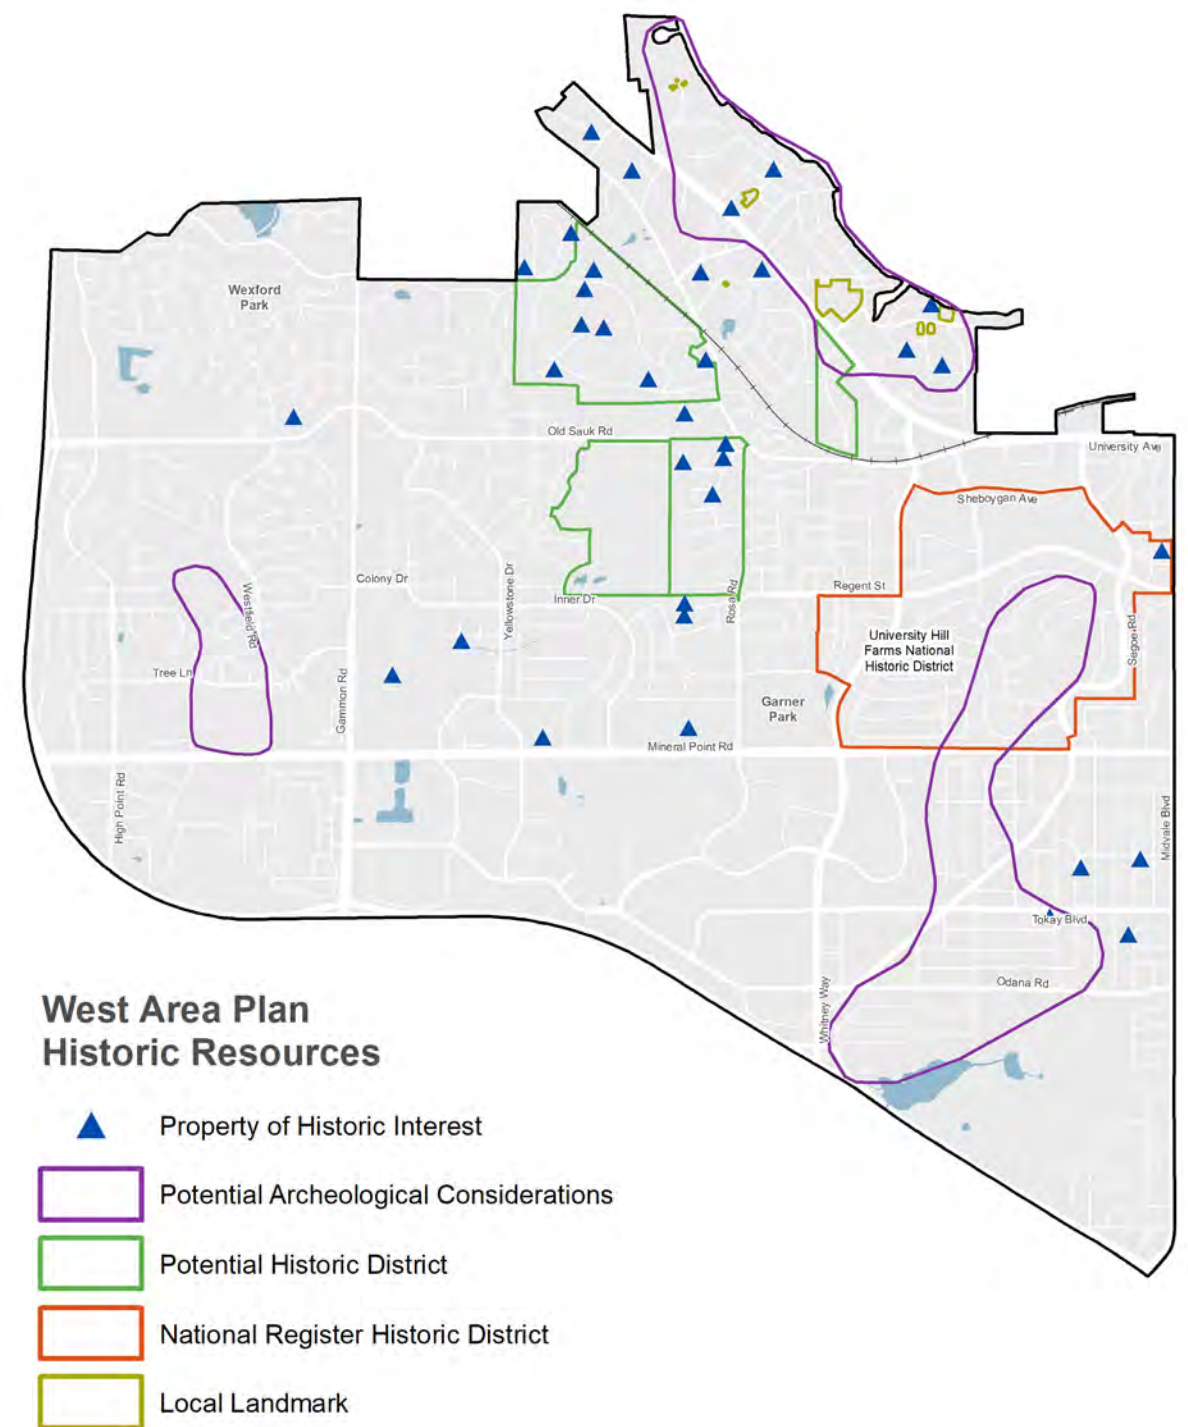 Wexford
Park
Old Sauk Rd
University Ave
Sheboygan Ave
Colony Dr
Westfield Rd
Yellowstone Dr
Inner Dr
Rosa Rd
Regent St
University Hill
Farms National
Historic District
Segoe Rd
Tree Ln
Gammon Rd
Garner
Park
Mineral Point Rd
High Point Rd
Midvale Blvd
Tokay Blvd
Whitney Way
Odana Rd
West Area Plan
Historic Resources
Property of Historic Interest
Potential Archeological Considerations
Potential Historic District
National Register Historic District
Local Landmark